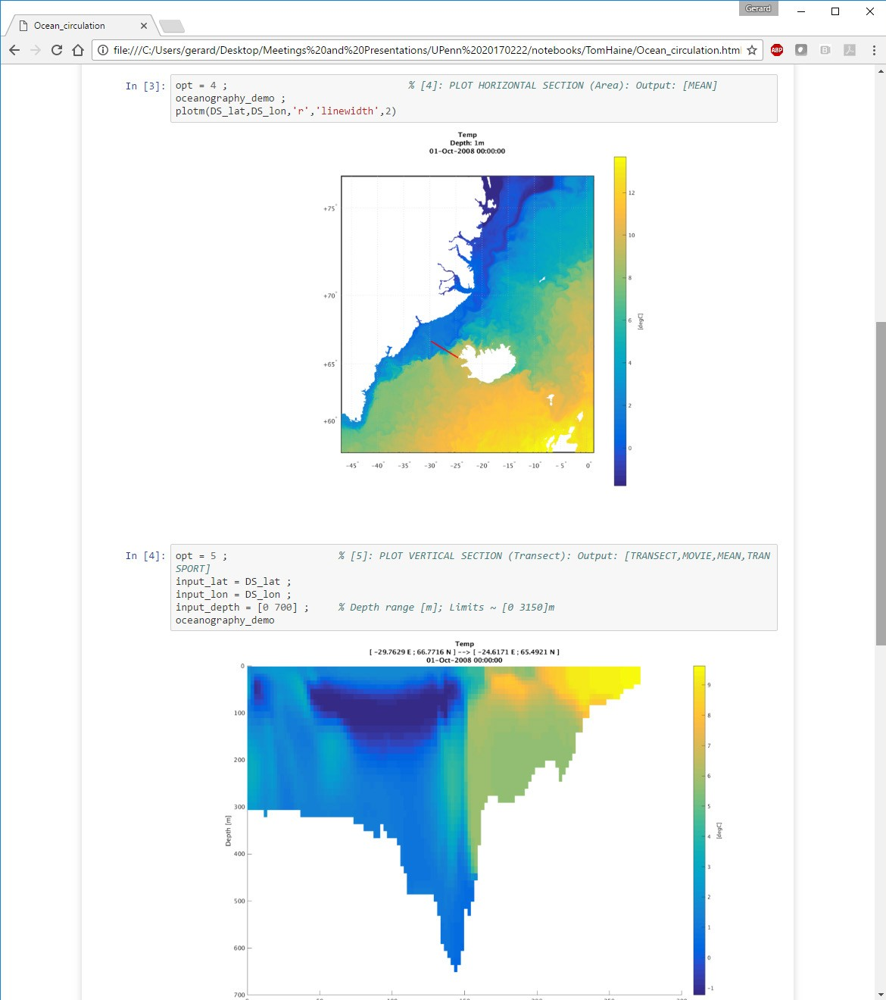 Gerard
Ocean_circulation
file:///C:/Users/gerard/Desktop/Meetings%20and%20Presentations/UPenn%2020170222/notebooks/TomHaine/Ocean_circulation.html
ABP
In [3]: opt = 4 ; % [4]: PLOT HORIZONTAL SECTION (Area): Output: [MEAN]
oceanography_demo ;
plotm(DS_lat,DS_lon,'r','linewidth',2)
Temp
Depth: 1m
01-Oct-2008 00:00:00
+75°
+70°
+65°
+60°
-45° -40° -35° -30° -25° -20° -15° -10° -5° 0°
12
10
8
6
4
2
0
[degC]
In [4]: opt = 5 ; % [5]: PLOT VERTICAL SECTION (Transect): Output: [TRANSECT,MOVIE,MEAN,TRAN
SPORT]
input_lat = DS_lat ;
input_lon = DS_lon ;
input_depth = [0 700] ; % Depth range [m]; Limits ~ [0 3150]m
oceanography_demo
Temp
[ -29.7629 E ; 66.7716 N ] --> [ -24.6171 E ; 65.4921 N ]
01-Oct-2008 00:00:00
0
100
200
300
400
500
600
700
Depth [m]
9
8
7
6
5
4
3
2
1
0
-1
[degC]